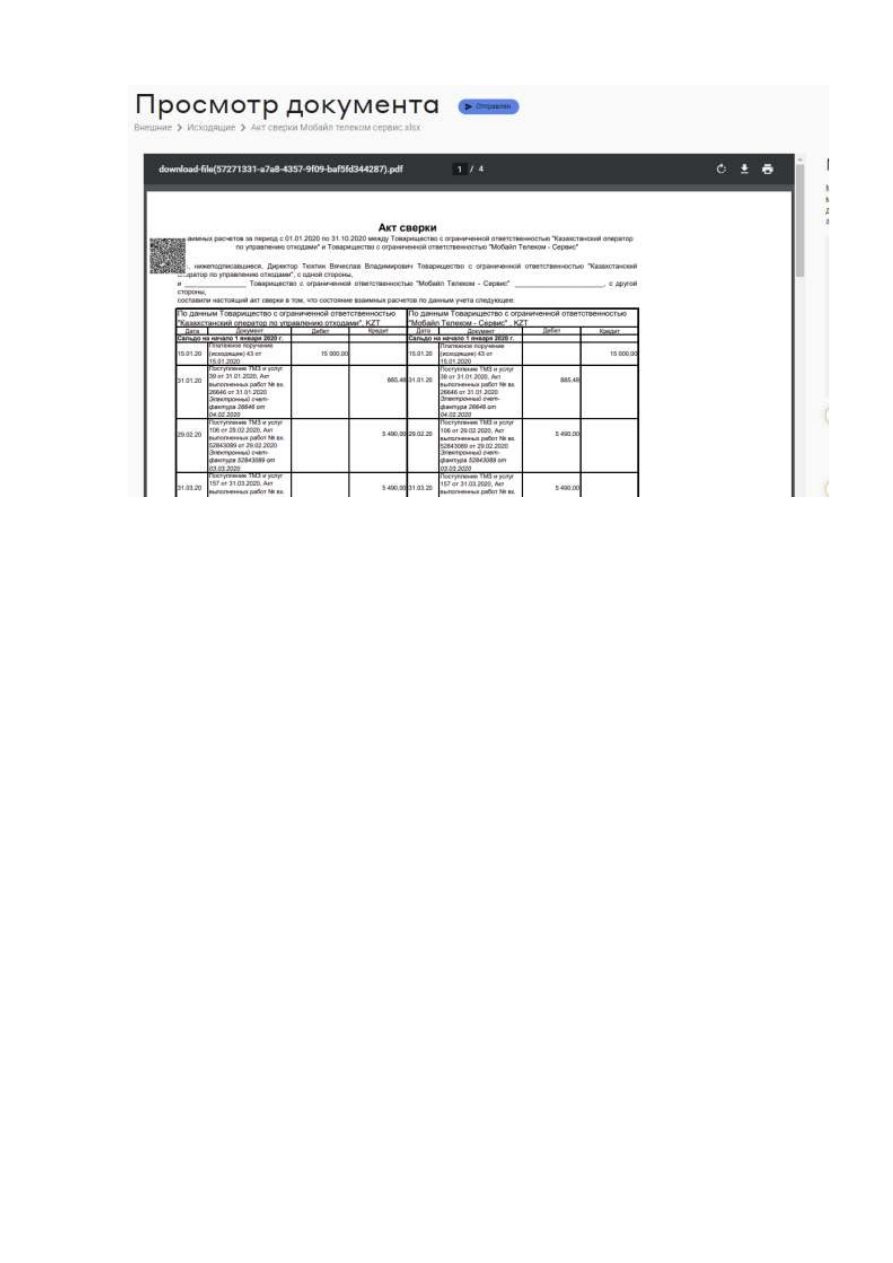 Просмотр документа
Отправлен
Внешние > Исходящие > Акт сверки Мобайл телеком сервис.xlsx
download-file(57271331-a7a8-4357-9f09-baf5fd344287).pdf 1 / 4
Акт сверки
взаимных расчетов за период с 01.01.2020 по 31.10.2020 между Товарищество с ограниченной ответственностью "Казахстанский оператор
по управлению отходами" и Товарищество с ограниченной ответственностью "Мобайл Телеком - Сервис"
, нижеподписавшиеся, Директор Тюхтин Вячеслав Владимирович Товарищество с ограниченной ответственностью "Казахстанский
оператор по управлению отходами", с одной стороны,
и ________________ Товарищество с ограниченной ответственностью "Мобайл Телеком - Сервис" ________________________, с другой
стороны,
составили настоящий акт сверки в том, что состояние взаимных расчетов по данным учета следующее:
По данным Товарищество с ограниченной ответственностью
"Казахстанский оператор по управлению отходами", KZT
По данным Товарищество с ограниченной ответственностью
"Мобайл Телеком - Сервис" , KZT
Дата Документ Дебет Кредит Дата Документ Дебет Кредит
Сальдо на начало 1 января 2020 г. Сальдо на начало 1 января 2020 г.
15.01.20
Платежное поручение
(исходящее) 43 от
15.01.2020
15 000,00
15.01.20
Платежное поручение
(исходящее) 43 от
15.01.2020
15 000,00
31.01.20
Поступление ТМЗ и услуг
39 от 31.01.2020, Акт
выполненных работ № вх.
26646 от 31.01.2020
Электронный счет-
фактура 26646 от
04.02.2020
865,48
31.01.20
Поступление ТМЗ и услуг
39 от 31.01.2020, Акт
выполненных работ № вх.
26646 от 31.01.2020
Электронный счет-
фактура 26646 от
04.02.2020
865,48
29.02.20
Поступление ТМЗ и услуг
106 от 29.02.2020, Акт
выполненных работ № вх.
52843089 от 29.02.2020
Электронный счет-
фактура 52843089 от
03.03.2020
5 490,00
29.02.20
Поступление ТМЗ и услуг
106 от 29.02.2020, Акт
выполненных работ № вх.
52843089 от 29.02.2020
Электронный счет-
фактура 52843089 от
03.03.2020
5 490,00
31.03.20
Поступление ТМЗ и услуг
157 от 31.03.2020, Акт
выполненных работ № вх.
5 490,00
31.03.20
Поступление ТМЗ и услуг
157 от 31.03.2020, Акт
выполненных работ № вх.
5 490,00